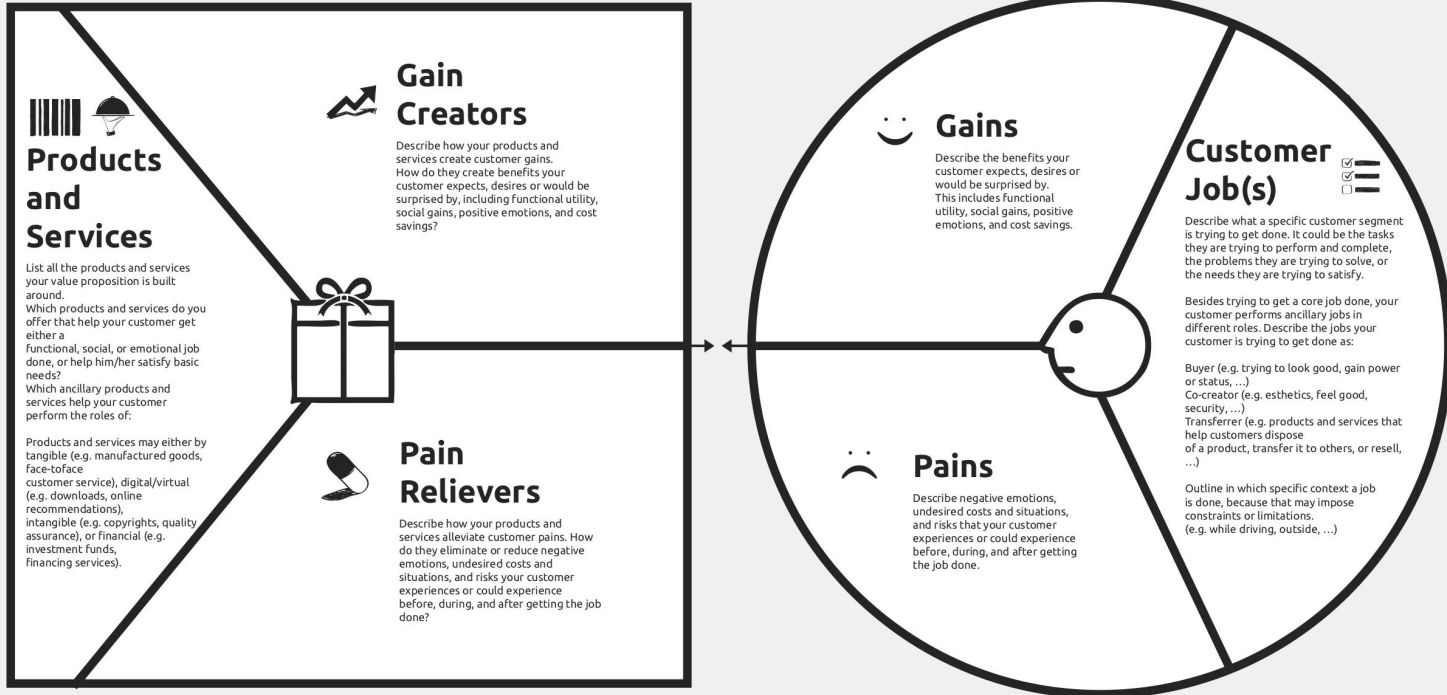 Products
and
Services
List all the products and services
your value proposition is built
around.
Which products and services do you
offer that help your customer get
either a
functional, social, or emotional job
done, or help him/her satisfy basic
needs?
Which ancillary products and
services help your customer
perform the roles of:
Products and services may either by
tangible (e.g. manufactured goods,
face-toface
customer service), digital/virtual
(e.g. downloads, online
recommendations),
intangible (e.g. copyrights, quality
assurance), or financial (e.g.
investment funds,
financing services).
Gain
Creators
Describe how your products and
services create customer gains.
How do they create benefits your
customer expects, desires or would be
surprised by, including functional utility,
social gains, positive emotions, and cost
savings?
Pain
Relievers
Describe how your products and
services alleviate customer pains. How
do they eliminate or reduce negative
emotions, undesired costs and
situations, and risks your customer
experiences or could experience
before, during, and after getting the job
done?
Gains
Describe the benefits your
customer expects, desires or
would be surprised by.
This includes functional
utility, social gains, positive
emotions, and cost savings.
Pains
Describe negative emotions,
undesired costs and situations,
and risks that your customer
experiences or could experience
before, during, and after getting
the job done.
Customer
Job(s)
Describe what a specific customer segment
is trying to get done. It could be the tasks
they are trying to perform and complete,
the problems they are trying to solve, or
the needs they are trying to satisfy.
Besides trying to get a core job done, your
customer performs ancillary jobs in
different roles. Describe the jobs your
customer is trying to get done as:
Buyer (e.g. trying to look good, gain power
or status, …)
Co-creator (e.g. esthetics, feel good,
security, …)
Transferrer (e.g. products and services that
help customers dispose
of a product, transfer it to others, or resell,
…)
Outline in which specific context a job
is done, because that may impose
constraints or limitations.
(e.g. while driving, outside, …)